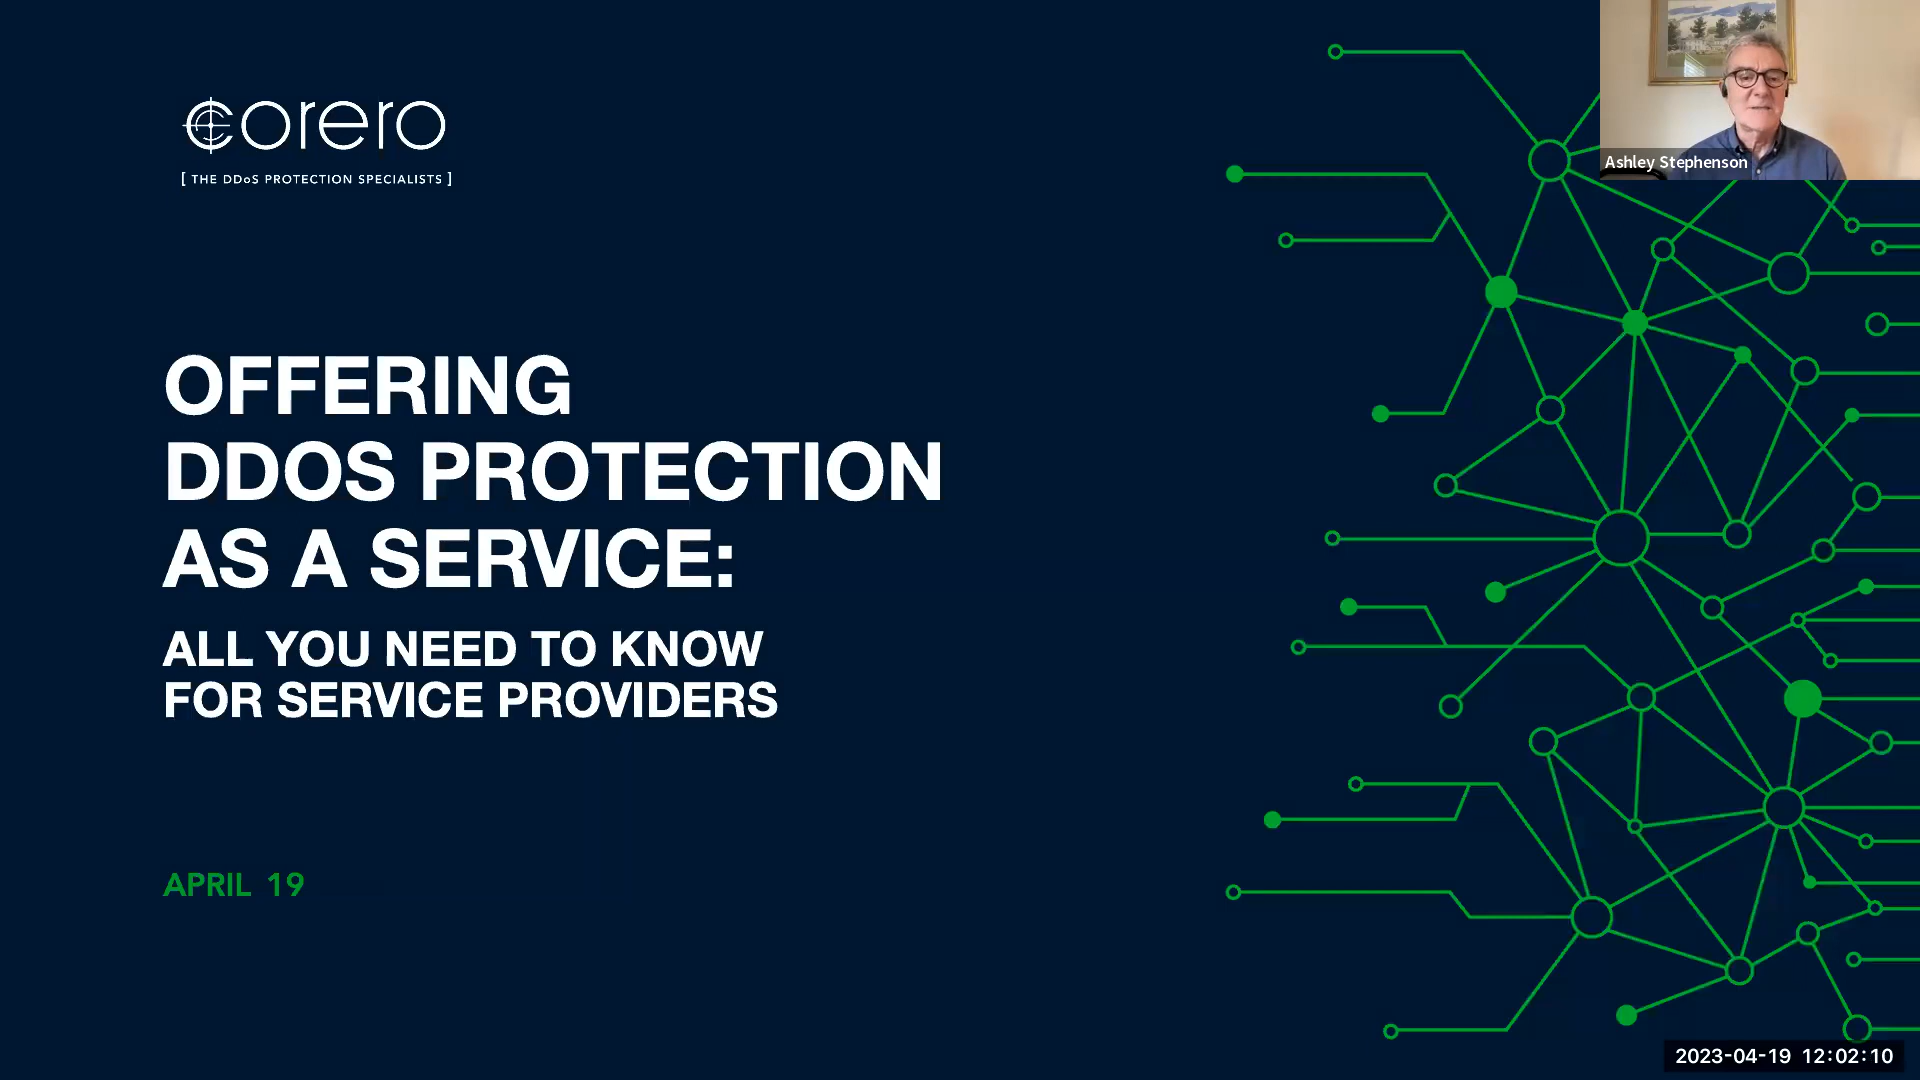 corero
[ THE DDoS PROTECTION SPECIALISTS ]
Ashley Stephenson
OFFERING
DDOS PROTECTION
AS A SERVICE:
ALL YOU NEED TO KNOW
FOR SERVICE PROVIDERS
APRIL 19
2023-04-19 12:02:10